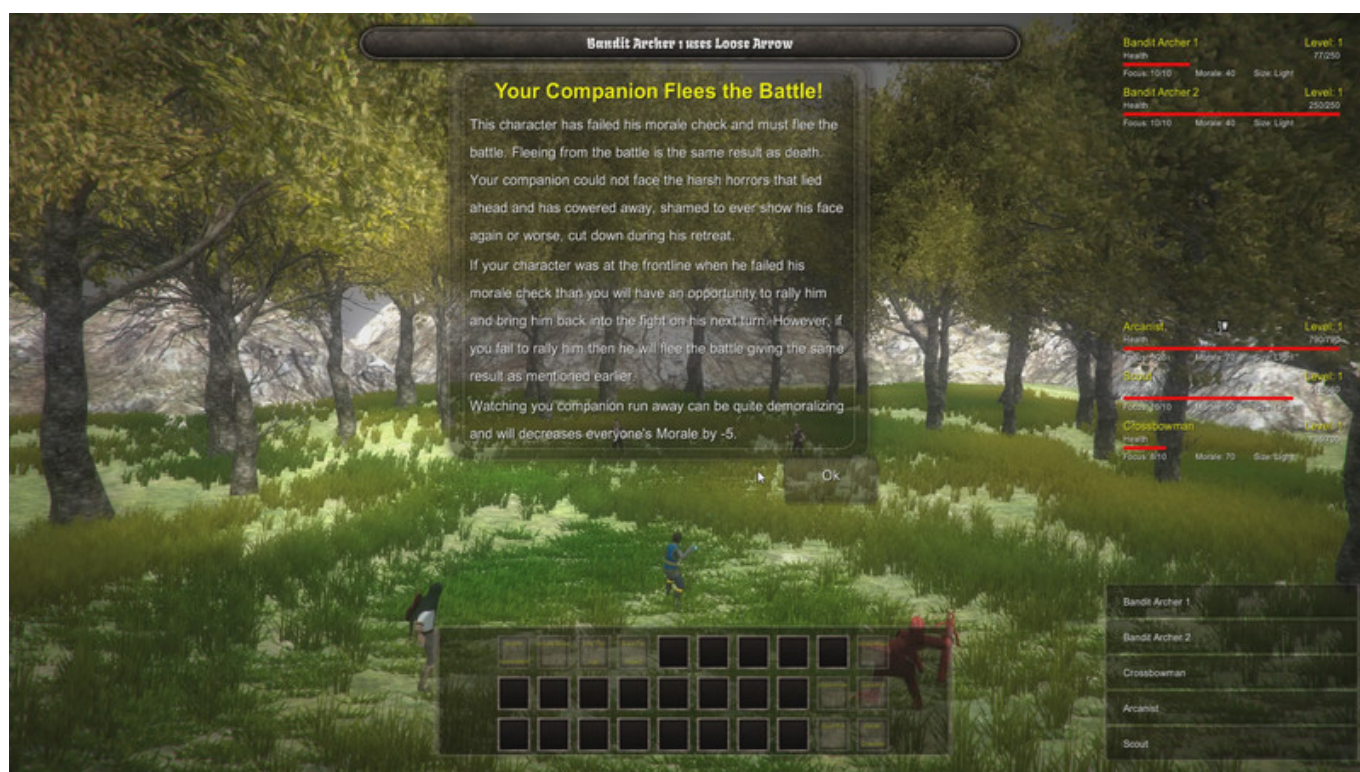 Bandit Archer 1 uses Loose Arrow
Your Companion Flees the Battle!
This character has failed his morale check and must flee the
battle. Fleeing from the battle is the same result as death.
Your companion could not face the harsh horrors that lied
ahead and has cowered away, shamed to ever show his face
again or worse, cut down during his retreat.
If your character was at the frontline when he failed his
morale check than you will have an opportunity to rally him
and bring him back into the fight on his next turn. However, if
you fail to rally him then he will flee the battle giving the same
result as mentioned earlier.
Watching you companion run away can be quite demoralizing
and will decreases everyone's Morale by -5.
Ok
Bandit Archer 1 Level: 1
Health 77/250
Focus: 10/10 Morale: 40 Size: Light
Bandit Archer 2 Level: 1
Health 250/250
Focus: 10/10 Morale: 40 Size: Light
Arcanist Level: 1
Health
Scout Level: 1
Crossbowman
Health
Focus: 6/10 Morale: 70 Size: Light
Bandit Archer 1
Bandit Archer 2
Crossbowman
Arcanist
Scout